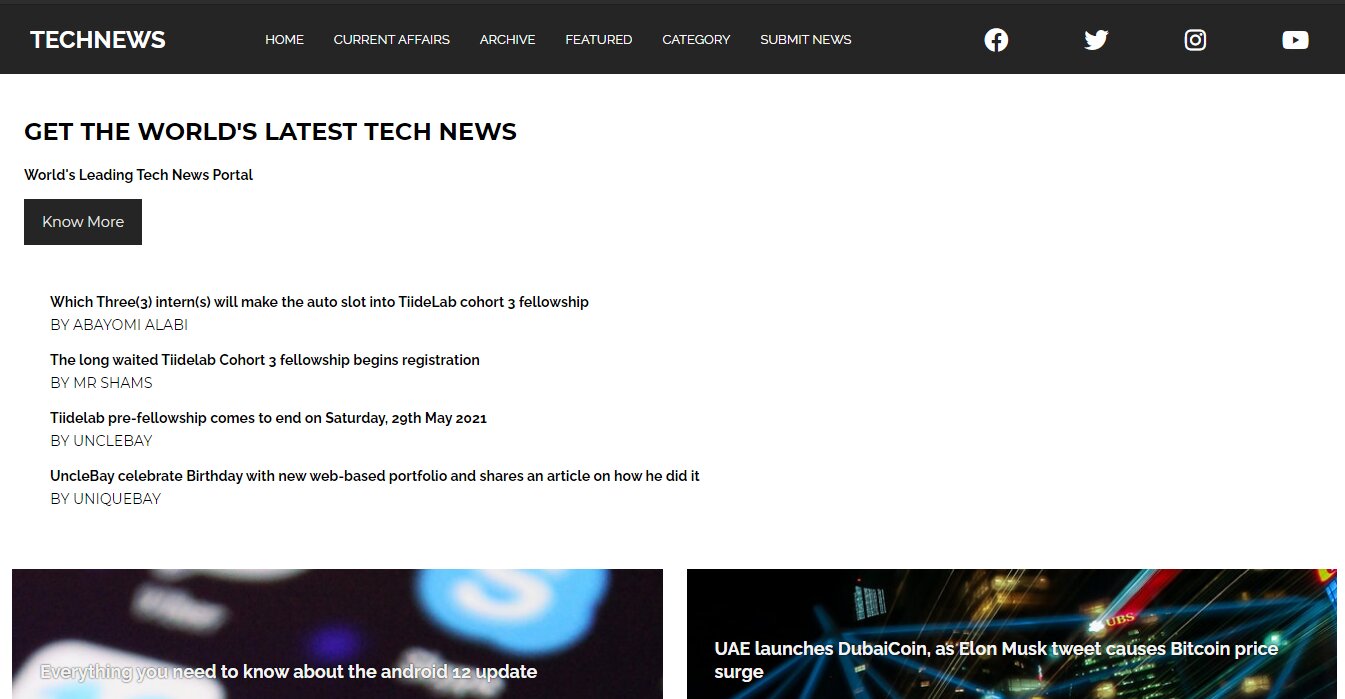 TECHNEWS
HOME CURRENT AFFAIRS ARCHIVE FEATURED CATEGORY SUBMIT NEWS
GET THE WORLD'S LATEST TECH NEWS
World's Leading Tech News Portal
Know More
Which Three(3) intern(s) will make the auto slot into TiideLab cohort 3 fellowship
BY ABAYOMI ALABI
The long waited Tiidelab Cohort 3 fellowship begins registration
BY MR SHAMS
Tiidelab pre-fellowship comes to end on Saturday, 29th May 2021
BY UNCLEBAY
UncleBay celebrate Birthday with new web-based portfolio and shares an article on how he did it
BY UNIQUEBAY
Viber
S
Everything you need to know about the android 12 update
UBS
UAE launches DubaiCoin, as Elon Musk tweet causes Bitcoin price
surge